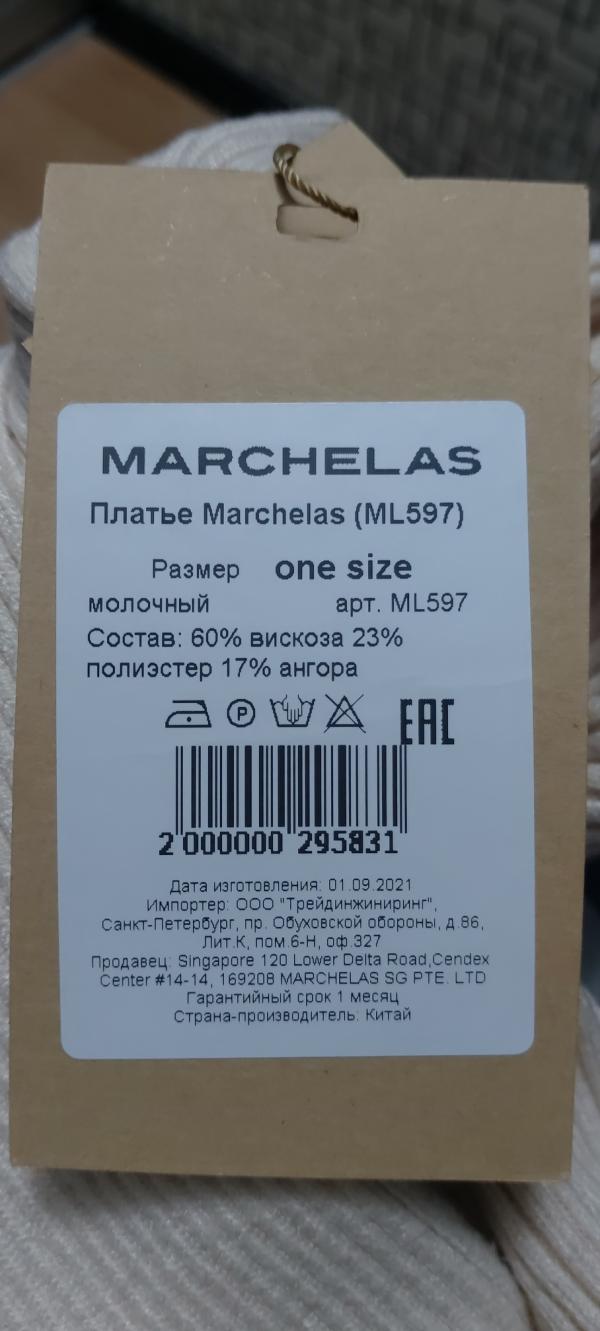 MARCHELAS
Платье Marchelas (ML597)
Размер one size
молочный арт. ML597
Состав: 60% вискоза 23%
полиэстер 17% ангора
P
EAC
2 000000 295831
Дата изготовления: 01.09.2021
Импортер: ООО "Трейдинжиниринг",
Санкт-Петербург, пр. Обуховской обороны, д.86,
Лит.К, пом.6-Н, оф.327
Продавец: Singapore 120 Lower Delta Road,Cendex
Center #14-14, 169208 MARCHELAS SG PTE. LTD
Гарантийный срок 1 месяц
Страна-производитель: Китай